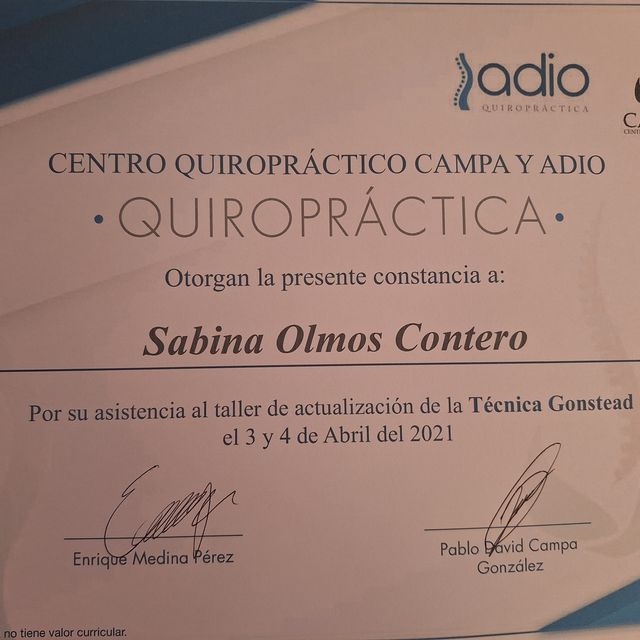 adio
QUIROPRÁCTICA
CENTRO QUIROPRÁCTICO CAMPA Y ADIO
• QUIROPRÁCTICA •
Otorgan la presente constancia a:
Sabina Olmos Contero
Por su asistencia al taller de actualización de la Técnica Gonstead
el 3 y 4 de Abril del 2021
Enrique Medina Pérez
Pablo David Campa
González
no tiene valor curricular.